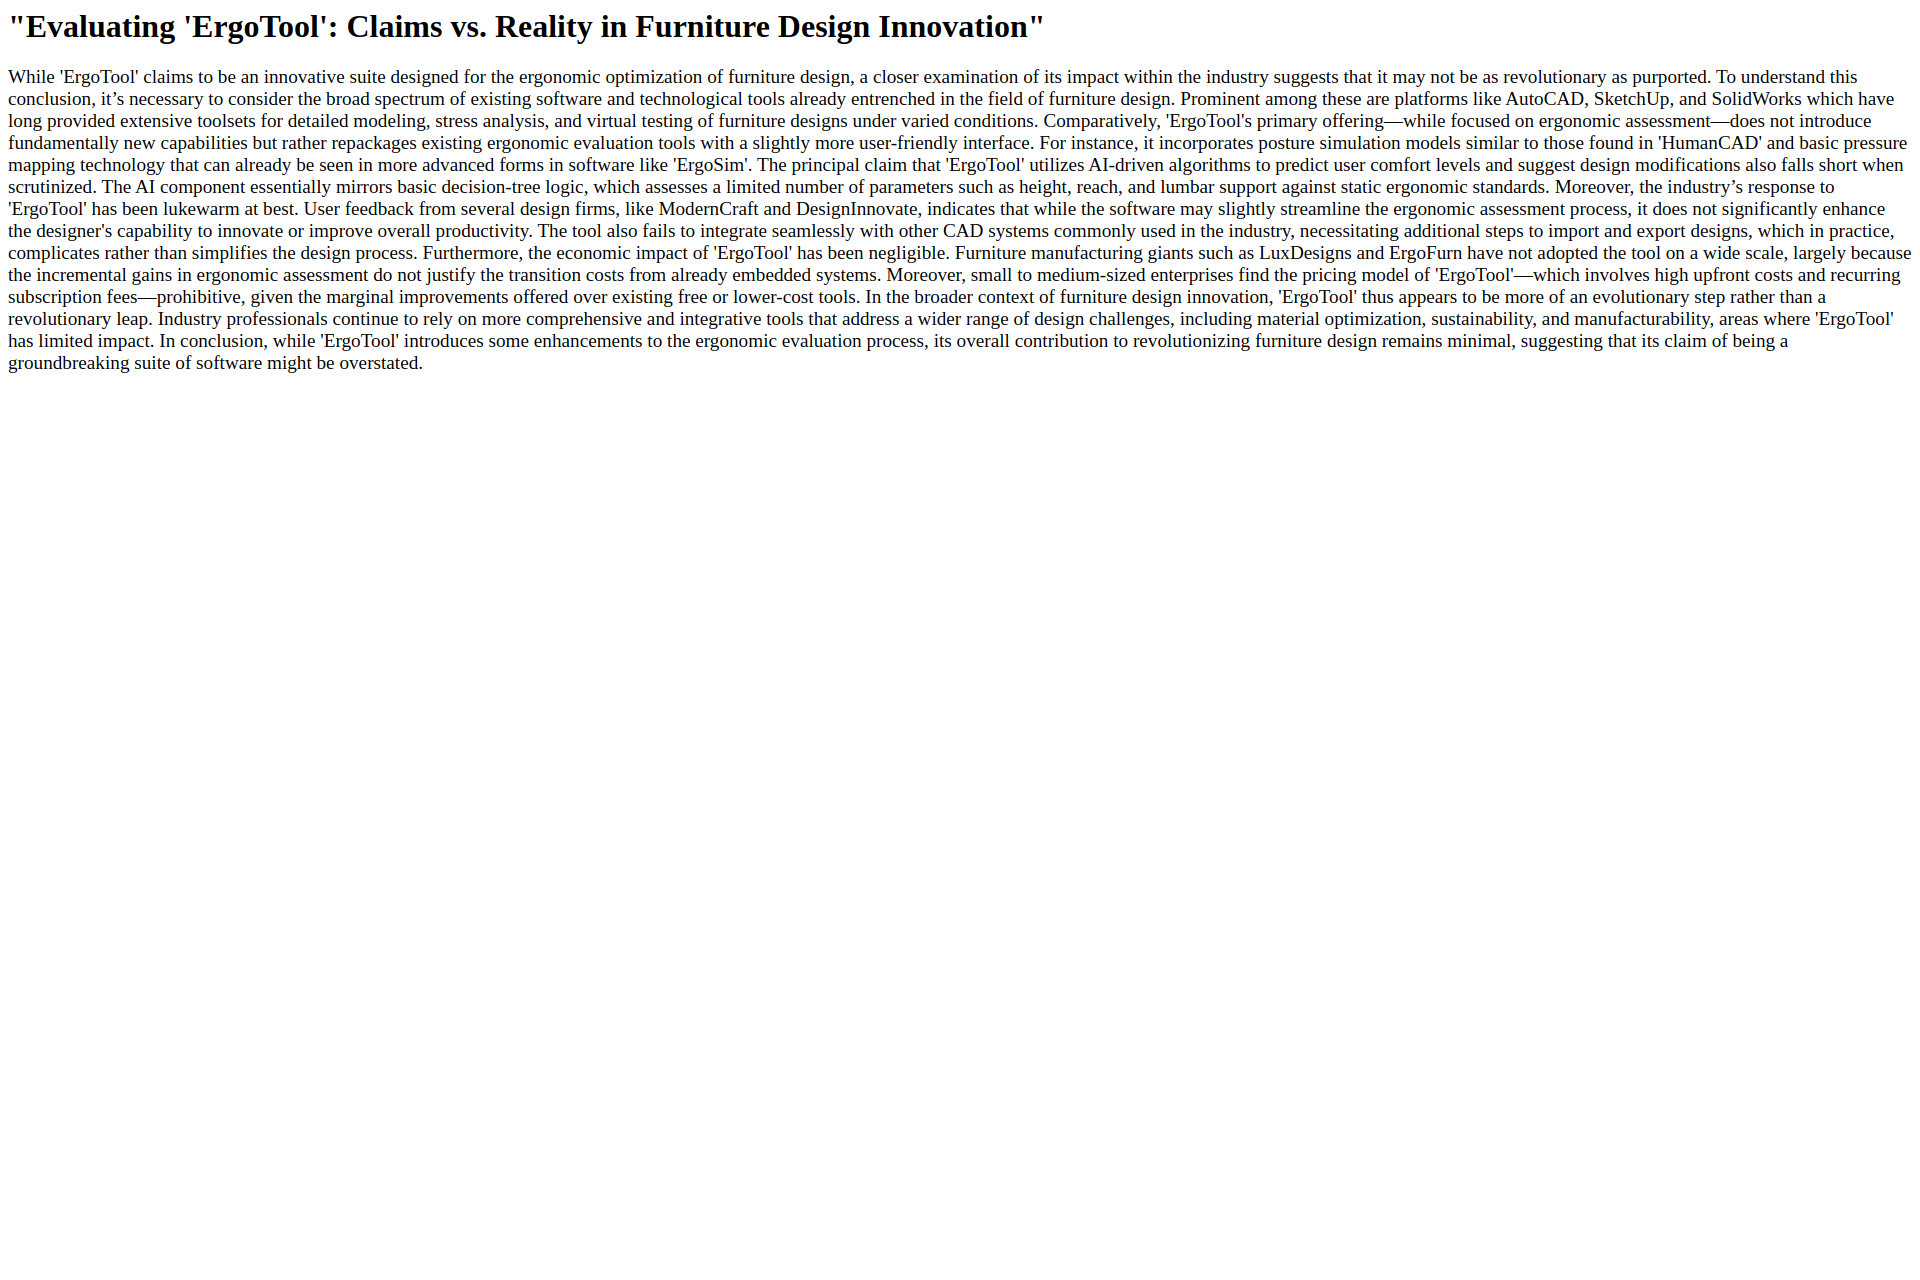 "Evaluating 'ErgoTool': Claims vs. Reality in Furniture Design Innovation"
While 'ErgoTool' claims to be an innovative suite designed for the ergonomic optimization of furniture design, a closer examination of its impact within the industry suggests that it may not be as revolutionary as purported. To understand this
conclusion, it’s necessary to consider the broad spectrum of existing software and technological tools already entrenched in the field of furniture design. Prominent among these are platforms like AutoCAD, SketchUp, and SolidWorks which have
long provided extensive toolsets for detailed modeling, stress analysis, and virtual testing of furniture designs under varied conditions. Comparatively, 'ErgoTool's primary offering—while focused on ergonomic assessment—does not introduce
fundamentally new capabilities but rather repackages existing ergonomic evaluation tools with a slightly more user-friendly interface. For instance, it incorporates posture simulation models similar to those found in 'HumanCAD' and basic pressure
mapping technology that can already be seen in more advanced forms in software like 'ErgoSim'. The principal claim that 'ErgoTool' utilizes AI-driven algorithms to predict user comfort levels and suggest design modifications also falls short when
scrutinized. The AI component essentially mirrors basic decision-tree logic, which assesses a limited number of parameters such as height, reach, and lumbar support against static ergonomic standards. Moreover, the industry’s response to
'ErgoTool' has been lukewarm at best. User feedback from several design firms, like ModernCraft and DesignInnovate, indicates that while the software may slightly streamline the ergonomic assessment process, it does not significantly enhance
the designer's capability to innovate or improve overall productivity. The tool also fails to integrate seamlessly with other CAD systems commonly used in the industry, necessitating additional steps to import and export designs, which in practice,
complicates rather than simplifies the design process. Furthermore, the economic impact of 'ErgoTool' has been negligible. Furniture manufacturing giants such as LuxDesigns and ErgoFurn have not adopted the tool on a wide scale, largely because
the incremental gains in ergonomic assessment do not justify the transition costs from already embedded systems. Moreover, small to medium-sized enterprises find the pricing model of 'ErgoTool'—which involves high upfront costs and recurring
subscription fees—prohibitive, given the marginal improvements offered over existing free or lower-cost tools. In the broader context of furniture design innovation, 'ErgoTool' thus appears to be more of an evolutionary step rather than a
revolutionary leap. Industry professionals continue to rely on more comprehensive and integrative tools that address a wider range of design challenges, including material optimization, sustainability, and manufacturability, areas where 'ErgoTool'
has limited impact. In conclusion, while 'ErgoTool' introduces some enhancements to the ergonomic evaluation process, its overall contribution to revolutionizing furniture design remains minimal, suggesting that its claim of being a
groundbreaking suite of software might be overstated.